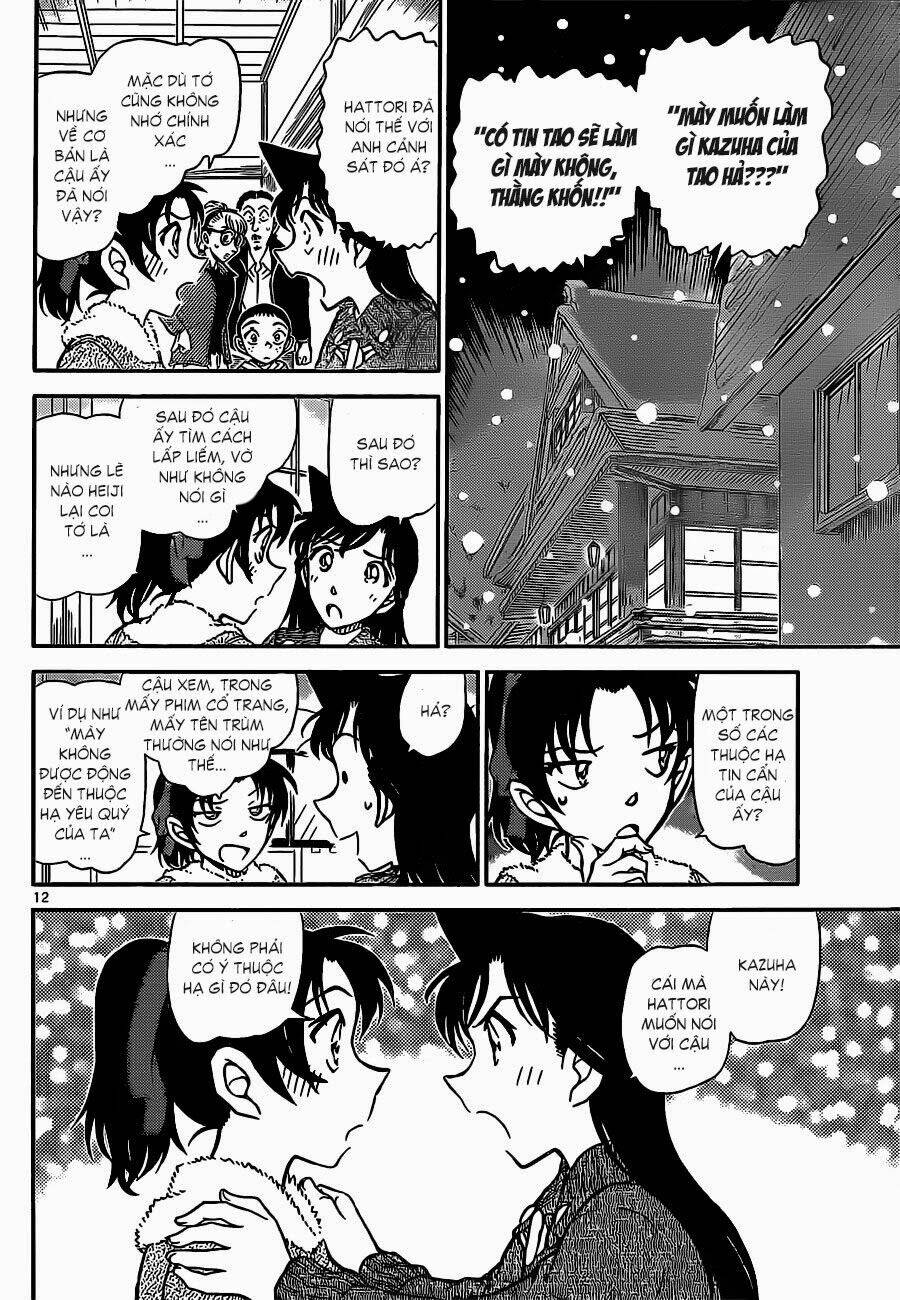 "MÀY MUỐN LÀM
GÌ KAZUHA CỦA
TAO HẢ???"
"CÓ TIN TAO SẼ LÀM
GÌ MÀY KHÔNG,
THẰNG KHỐN!!"
HATTORI ĐÃ
NÓI THẾ VỚI
ANH CẢNH
SÁT ĐÓ Á?
MẶC DÙ TỚ
CŨNG KHÔNG
NHỚ CHÍNH
XÁC
...
NHƯNG
VỀ CƠ
BẢN LÀ
CẬU ẤY
ĐÃ NÓI
VẬY?
SAU ĐÓ
THÌ SAO?
SAU ĐÓ CẬU
ẤY TÌM CÁCH
LẤP LIẾM, VỜ
NHƯ KHÔNG
NÓI GÌ
...
NHƯNG LẼ
NÀO HEIJI
LẠI COI
TỚ LÀ
...
MỘT TRONG
SỐ CÁC
THUỘC HẠ
TIN CẨN
CỦA CẬU
ẤY?
HẢ?
CẬU XEM, TRONG
MẤY PHIM CỔ TRANG,
MẤY TÊN TRÙM
THƯỜNG NÓI NHƯ
THẾ...
VÍ DỤ NHƯ
"MÀY
KHÔNG
ĐƯỢC ĐỘNG
ĐẾN THUỘC
HẠ YÊU QUÝ
CỦA TA"
...
12
KAZUHA
NÀY!
CÁI MÀ
HATTORI
MUỐN NÓI
VỚI CẬU
...
KHÔNG PHẢI
CÓ Ý THUỘC
HẠ GÌ ĐÓ ĐÂU!